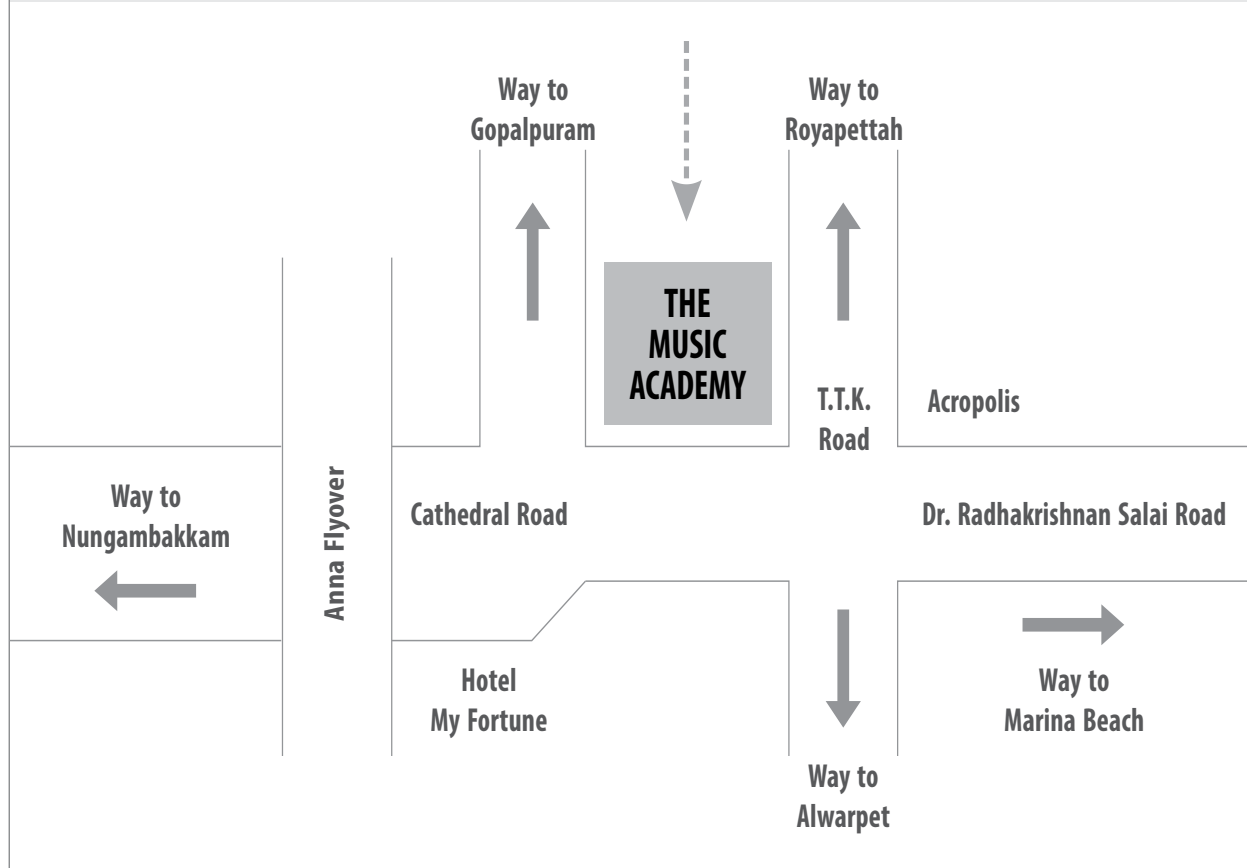 Way to
Gopalpuram
Way to
Royapettah
THE
MUSIC
ACADEMY
T.T.K.
Road
Acropolis
Way to
Nungambakkam
Anna Flyover
Cathedral Road
Dr. Radhakrishnan Salai Road
Hotel
My Fortune
Way to
Marina Beach
Way to
Alwarpet